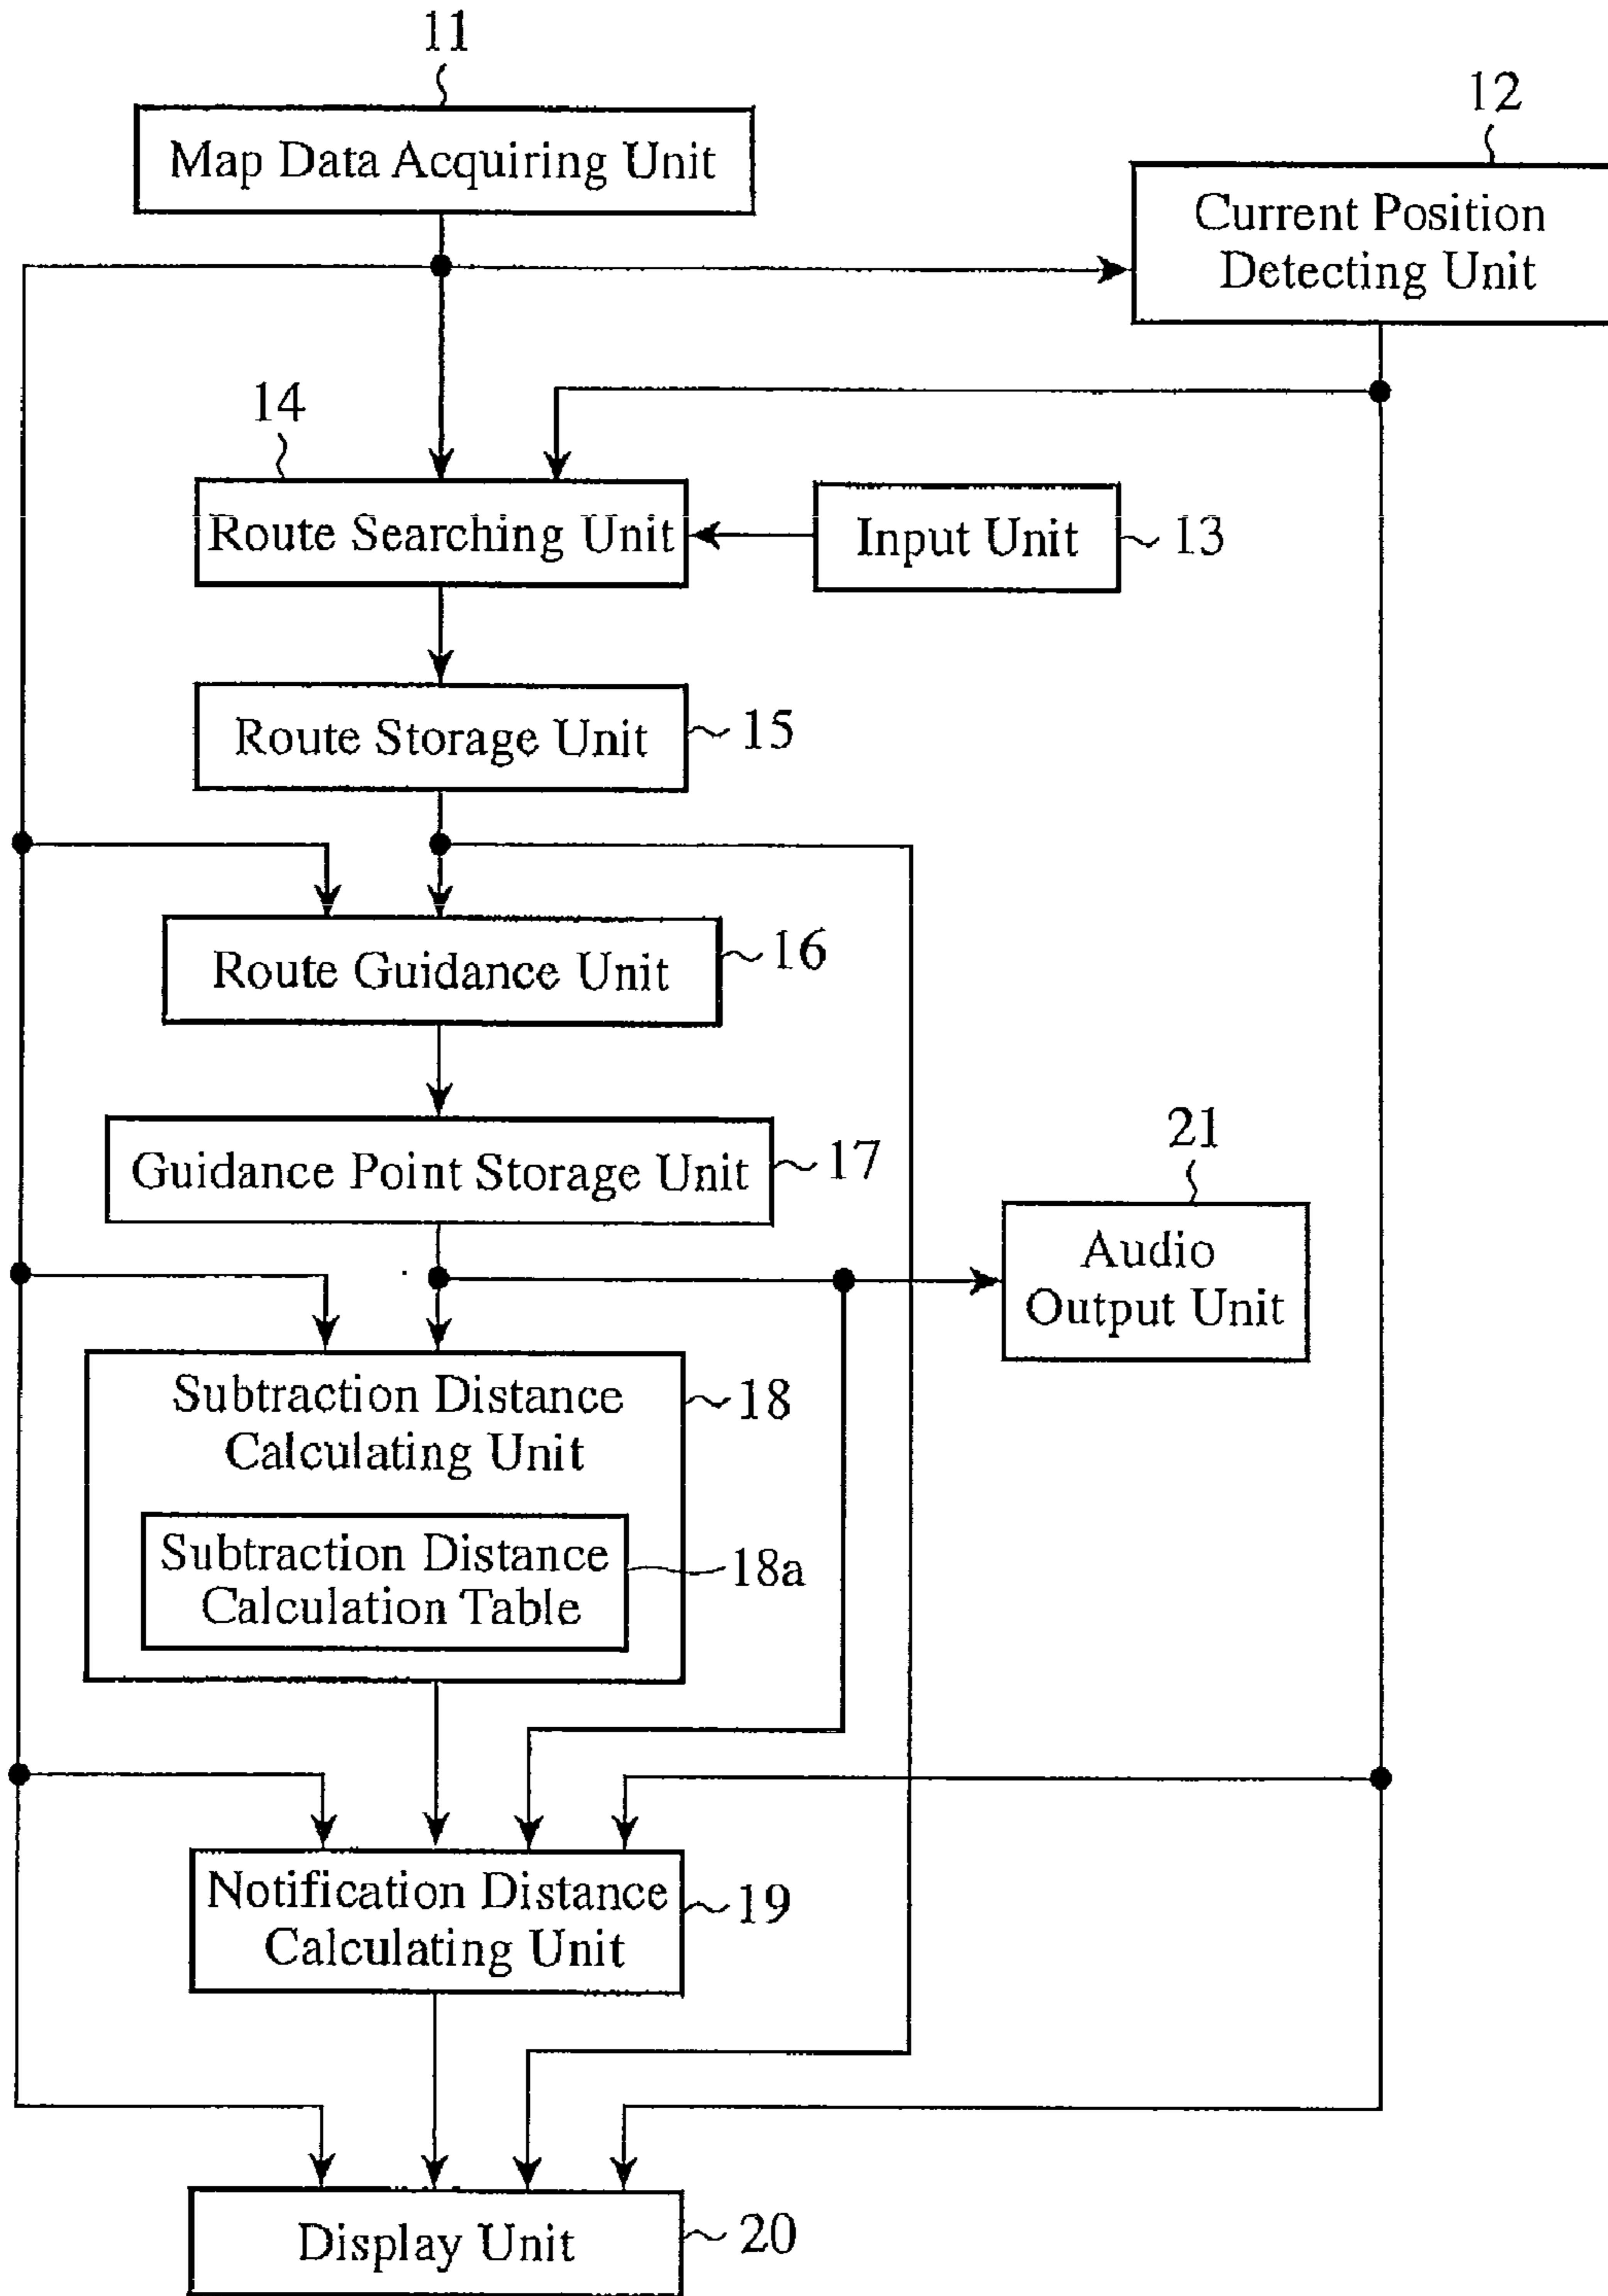 11
Map Data Acquiring Unit
12
Current Position
Detecting Unit
14
Route Searching Unit
Input Unit
13
Route Storage Unit
15
Route Guidance Unit
16
Guidance Point Storage Unit
17
21
Audio
Output Unit
Subtraction Distance
Calculating Unit
18
Subtraction Distance
Calculation Table
18a
Notification Distance
Calculating Unit
19
Display Unit
20